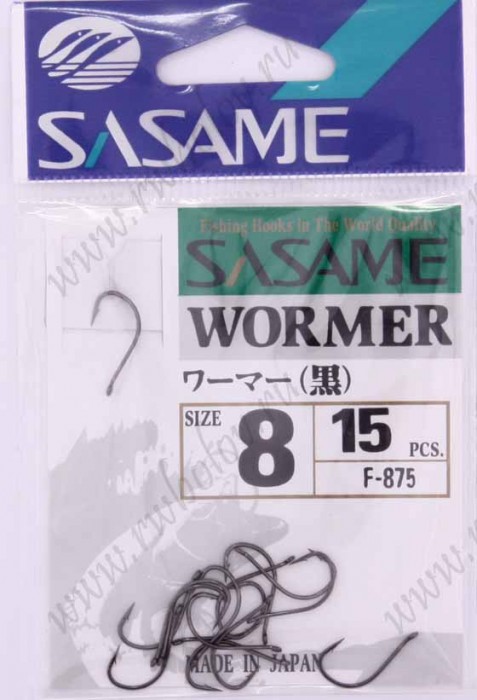 SASAME
Fishing Hooks in The World Quality
SASAME
WORMER
ワーマー(黒)
SIZE 8 15 PCS.
F-875
MADE IN JAPAN